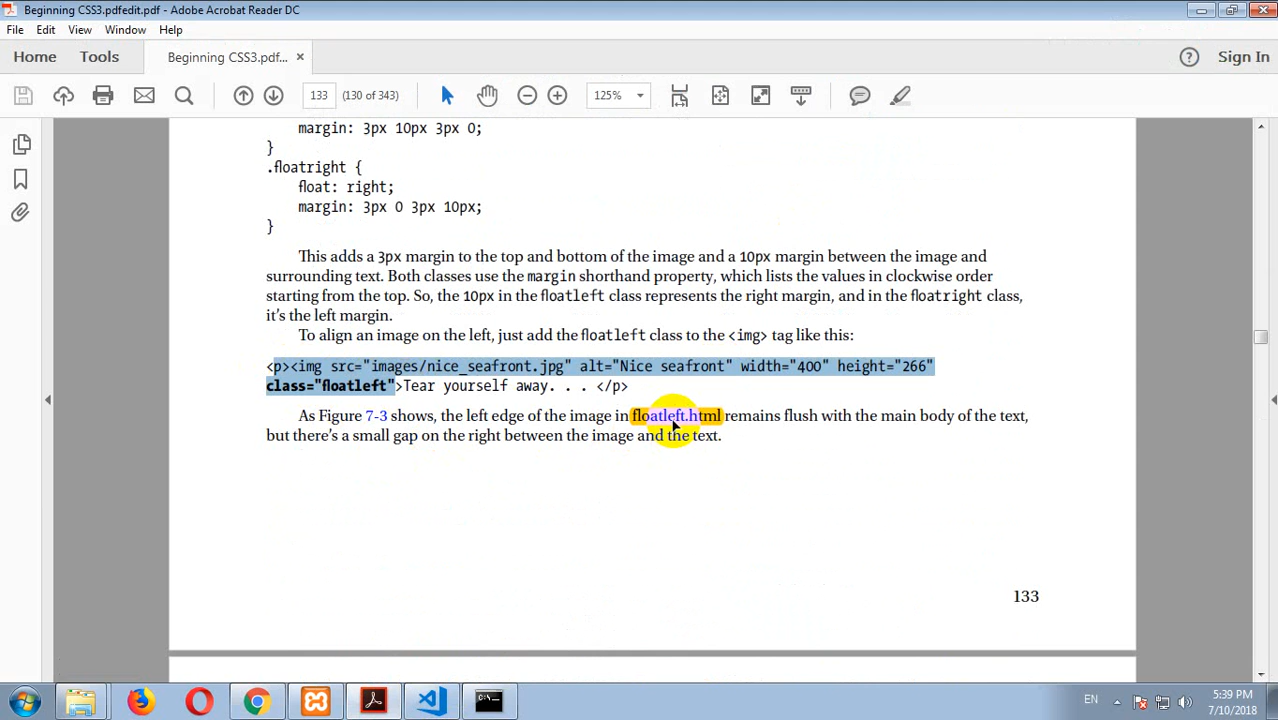 Beginning CSS3.pdfedit.pdf - Adobe Acrobat Reader DC
File Edit View Window Help
Home Tools Beginning CSS3.pdf... × Sign In
133 (130 of 343) 125%
margin: 3px 10px 3px 0;
}
.floatright {
float: right;
margin: 3px 0 3px 10px;
}
This adds a 3px margin to the top and bottom of the image and a 10px margin between the image and
surrounding text. Both classes use the margin shorthand property, which lists the values in clockwise order
starting from the top. So, the 10px in the floatleft class represents the right margin, and in the floatright class,
it's the left margin.
To align an image on the left, just add the floatleft class to the <img> tag like this:
<p><img src="images/nice_seafront.jpg" alt="Nice seafront" width="400" height="266"
class="floatleft">Tear yourself away. . . </p>
As Figure 7-3 shows, the left edge of the image in floatleft.html remains flush with the main body of the text,
but there's a small gap on the right between the image and the text.
133
EN 5:39 PM
7/10/2018